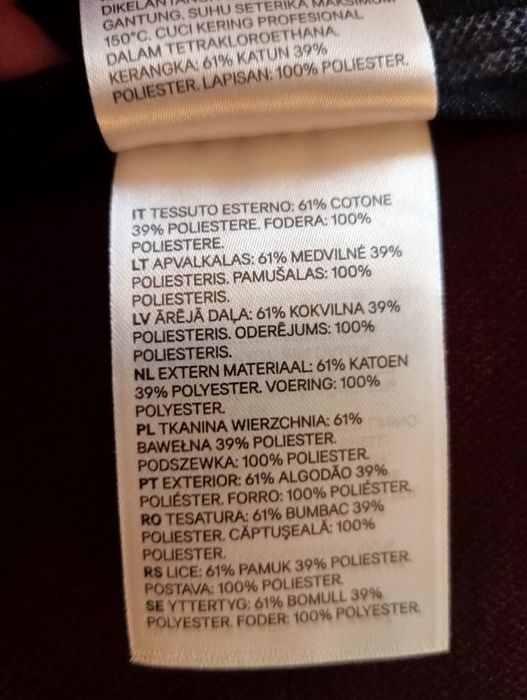 DIKELANTANG
GANTUNG. SUHU SETERIKA MAKSIMUM
150°C. CUCI KERING PROFESIONAL
DALAM TETRAKLOROETHANA.
KERANGKA: 61% KATUN 39%
POLIESTER. LAPISAN: 100% POLIESTER.
IT TESSUTO ESTERNO: 61% COTONE
39% POLIESTERE. FODERA: 100%
POLIESTERE.
LT APVALKALAS: 61% MEDVILNĖ 39%
POLIESTERIS. PAMUŠALAS: 100%
POLIESTERIS.
LV ĀRĒJĀ DAĻA: 61% KOKVILNA 39%
POLIESTERIS. ODERĒJUMS: 100%
POLIESTERIS.
NL EXTERN MATERIAAL: 61% KATOEN
39% POLYESTER. VOERING: 100%
POLYESTER.
PL TKANINA WIERZCHNIA: 61%
BAWEŁNA 39% POLIESTER.
PODSZEWKA: 100% POLIESTER.
PT EXTERIOR: 61% ALGODÃO 39%
POLIÉSTER. FORRO: 100% POLIÉSTER.
RO TESATURA: 61% BUMBAC 39%
POLIESTER. CĂPTUŞEALĂ: 100%
POLIESTER.
RS LICE: 61% PAMUK 39% POLIESTER.
POSTAVA: 100% POLIESTER.
SE YTTERTYG: 61% BOMULL 39%
POLYESTER. FODER: 100% POLYESTER.